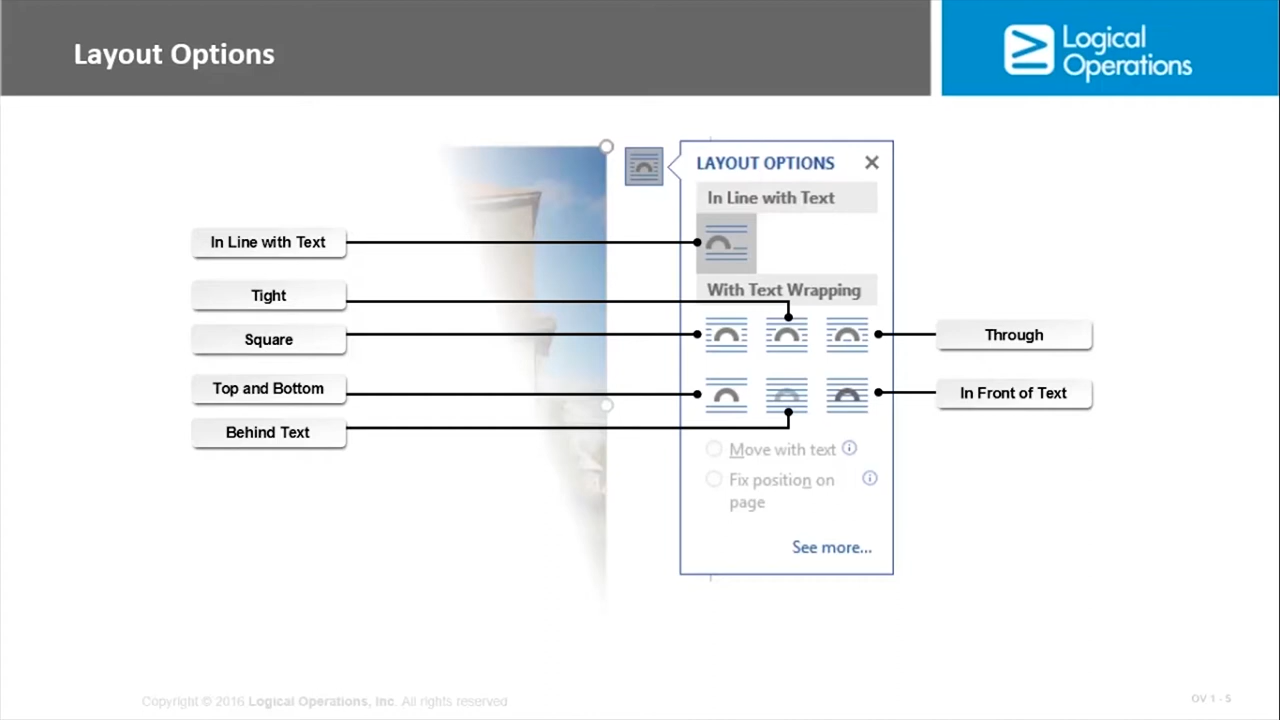 Layout Options
Logical
Operations
LAYOUT OPTIONS
In Line with Text
In Line with Text
Tight
With Text Wrapping
Square
Through
Top and Bottom
In Front of Text
Behind Text
Move with text
Fix position on
page
See more...
Copyright © 2016 Logical Operations, Inc. All rights reserved
OV 1 - 5